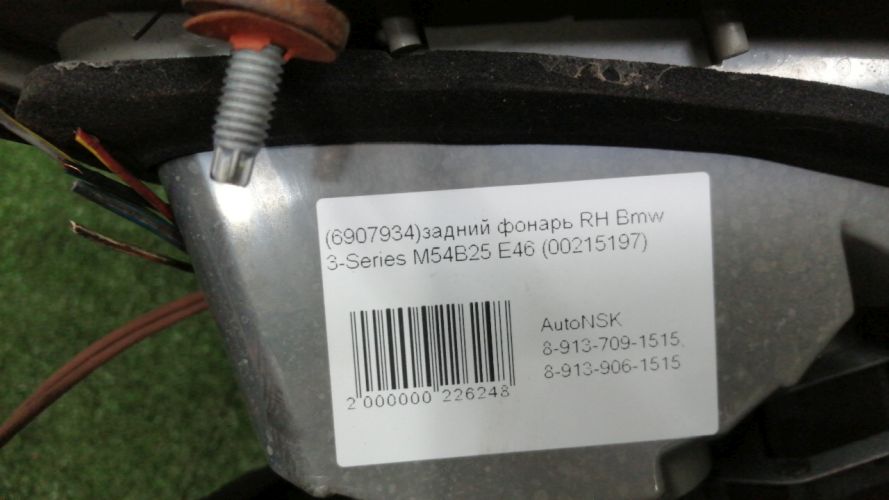 (6907934)задний фонарь RH Bmw
3-Series M54B25 E46 (00215197)
AutoNSK
8-913-709-1515,
8-913-906-1515
2 000000 226248